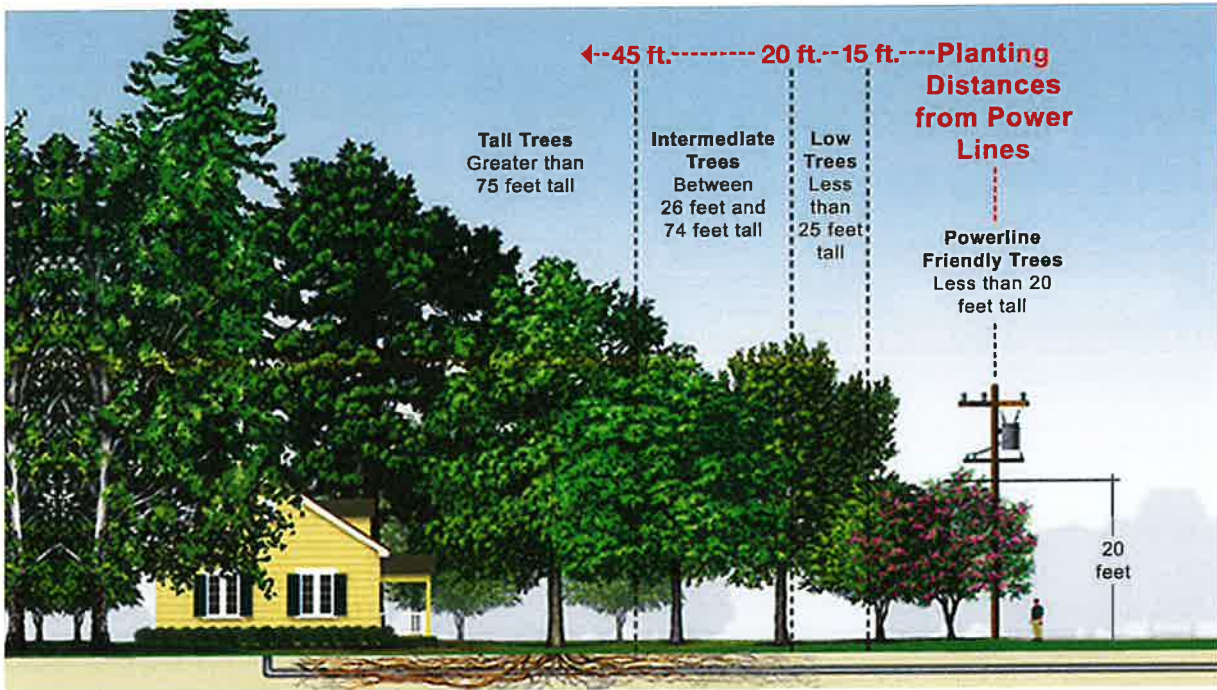 45 ft. 20 ft. 15 ft. Planting
Distances
from Power
Lines
Tall Trees
Greater than
75 feet tall
Intermediate
Trees
Between
26 feet and
74 feet tall
Low
Trees
Less
than
25 feet
tall
Powerline
Friendly Trees
Less than 20
feet tall
20
feet